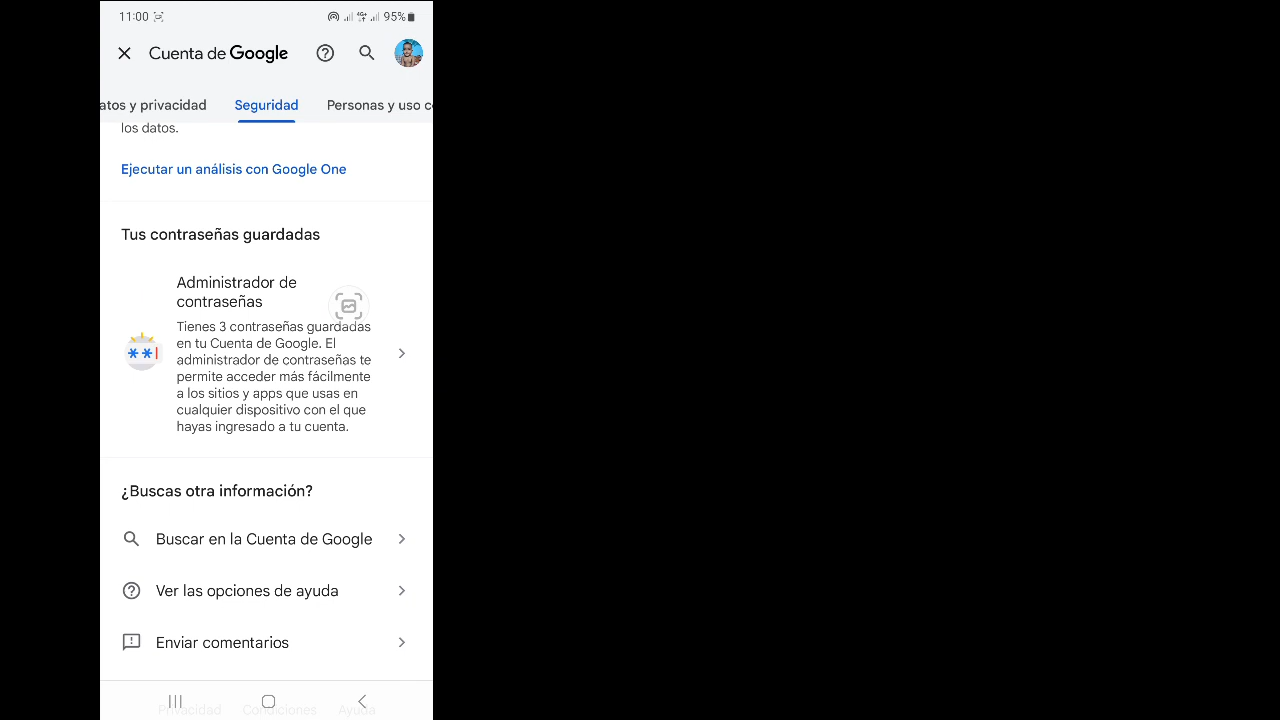 11:00 95%
Cuenta de Google
atos y privacidad Seguridad Personas y uso c
los datos.
Ejecutar un análisis con Google One
Tus contraseñas guardadas
Administrador de
contraseñas
Tienes 3 contraseñas guardadas
en tu Cuenta de Google. El
administrador de contraseñas te
permite acceder más fácilmente
a los sitios y apps que usas en
cualquier dispositivo con el que
hayas ingresado a tu cuenta.
¿Buscas otra información?
Buscar en la Cuenta de Google
Ver las opciones de ayuda
Enviar comentarios
Privacidad Condiciones Ayuda